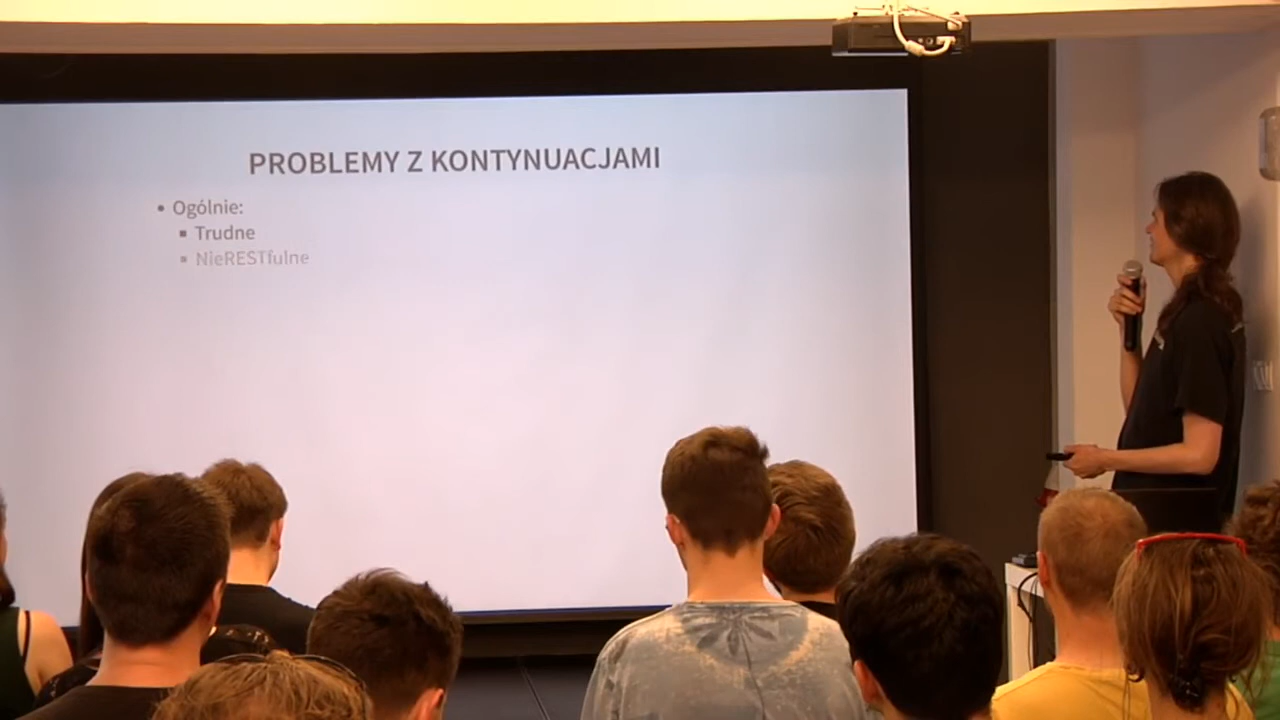 PROBLEMY Z KONTYNUACJAMI
• Ogólnie:
▪ Trudne
▪ NieRESTfulne